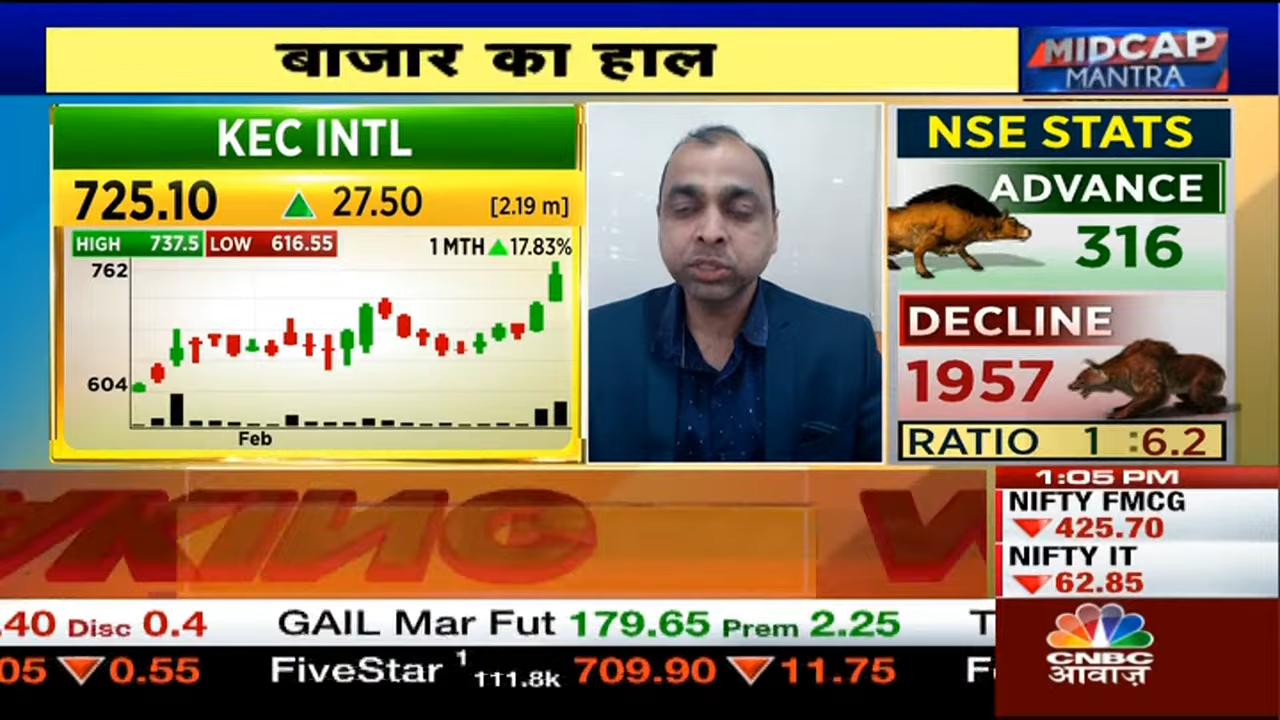 बाजार का हाल
MIDCAP
MANTRA
KEC INTL
725.10 27.50 [2.19 m]
HIGH 737.5 LOW 616.55 1 MTH 17.83%
762
604
Feb
NSE STATS
ADVANCE
316
DECLINE
1957
RATIO 1 :6.2
1:05 PM
NIFTY FMCG
425.70
NIFTY IT
62.85
.40 Disc 0.4 GAIL Mar Fut 179.65 Prem 2.25 T
05 0.55 FiveStar 1 111.8k 709.90 11.75 F
CNBC
आवाज़